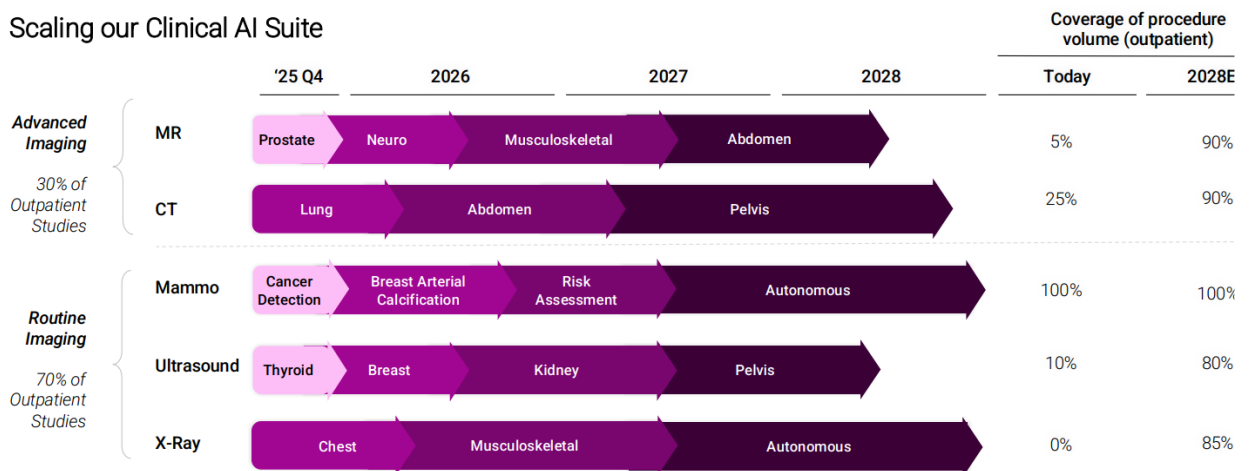 Scaling our Clinical AI Suite
Coverage of procedure
volume (outpatient)
‘25 Q4 2026 2027 2028 Today 2028E
Advanced
Imaging
30% of
Outpatient
Studies
MR Prostate Neuro Musculoskeletal Abdomen 5% 90%
CT Lung Abdomen Pelvis 25% 90%
Routine
Imaging
70% of
Outpatient
Studies
Mammo Cancer Detection Breast Arterial Calcification Risk Assessment Autonomous 100% 100%
Ultrasound Thyroid Breast Kidney Pelvis 10% 80%
X-Ray Chest Musculoskeletal Autonomous 0% 85%